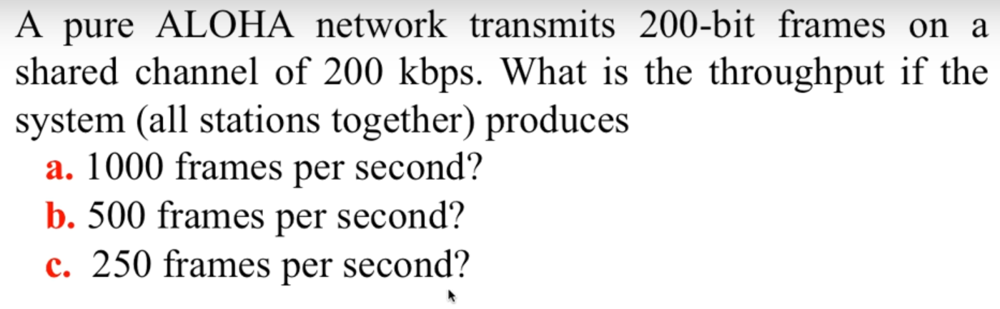 A pure ALOHA network transmits 200-bit frames on a
shared channel of 200 kbps. What is the throughput if the
system (all stations together) produces
a. 1000 frames per second?
b. 500 frames per second?
c. 250 frames per second?